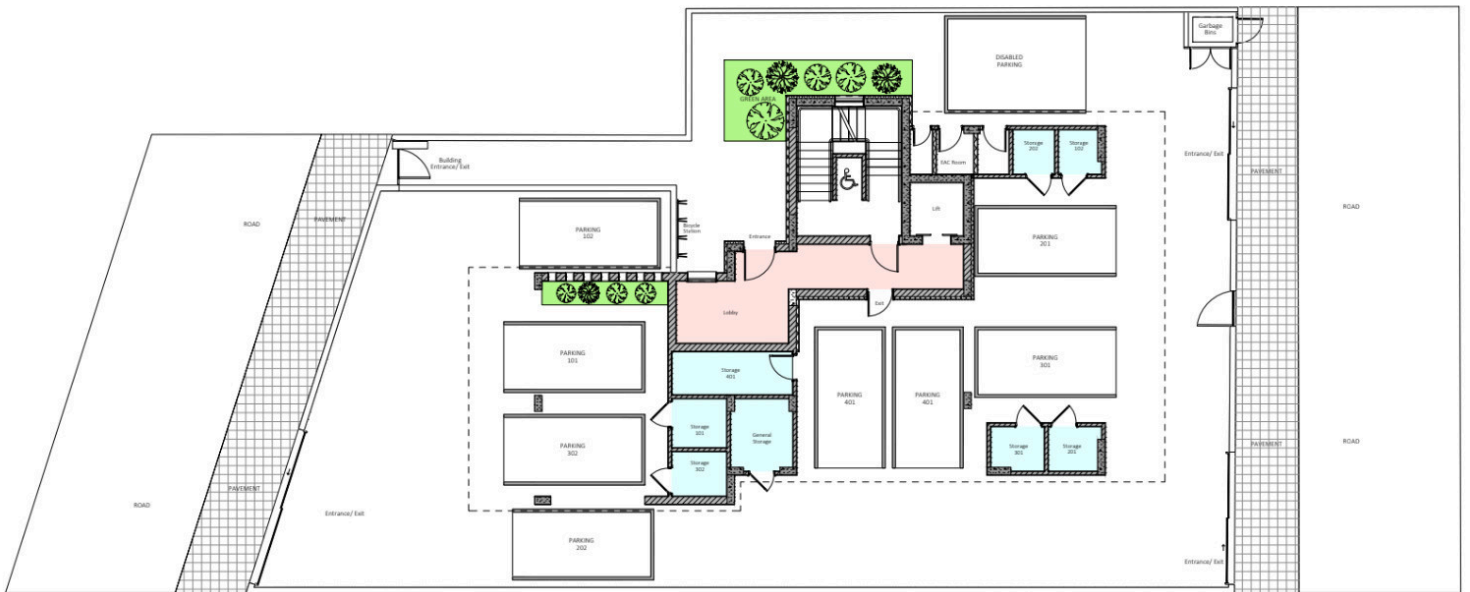 Garbage
Bins
DISABLED
PARKING
GREEN AREA
Storage
202
Storage
102
Entrance/ Exit
Building
Entrance/ Exit
EAC Room
PAVEMENT
ROAD
Lift
ROAD
PAVEMENT
PARKING
102
Bicycle
Station
Entrance
PARKING
201
Lobby
Exit
PARKING
101
Storage
401
PARKING
301
PARKING
401
PARKING
401
Storage
101
General
Storage
PARKING
302
Storage
302
Storage
301
Storage
201
PAVEMENT
ROAD
PAVEMENT
ROAD
Entrance/ Exit
PARKING
202
Entrance/ Exit